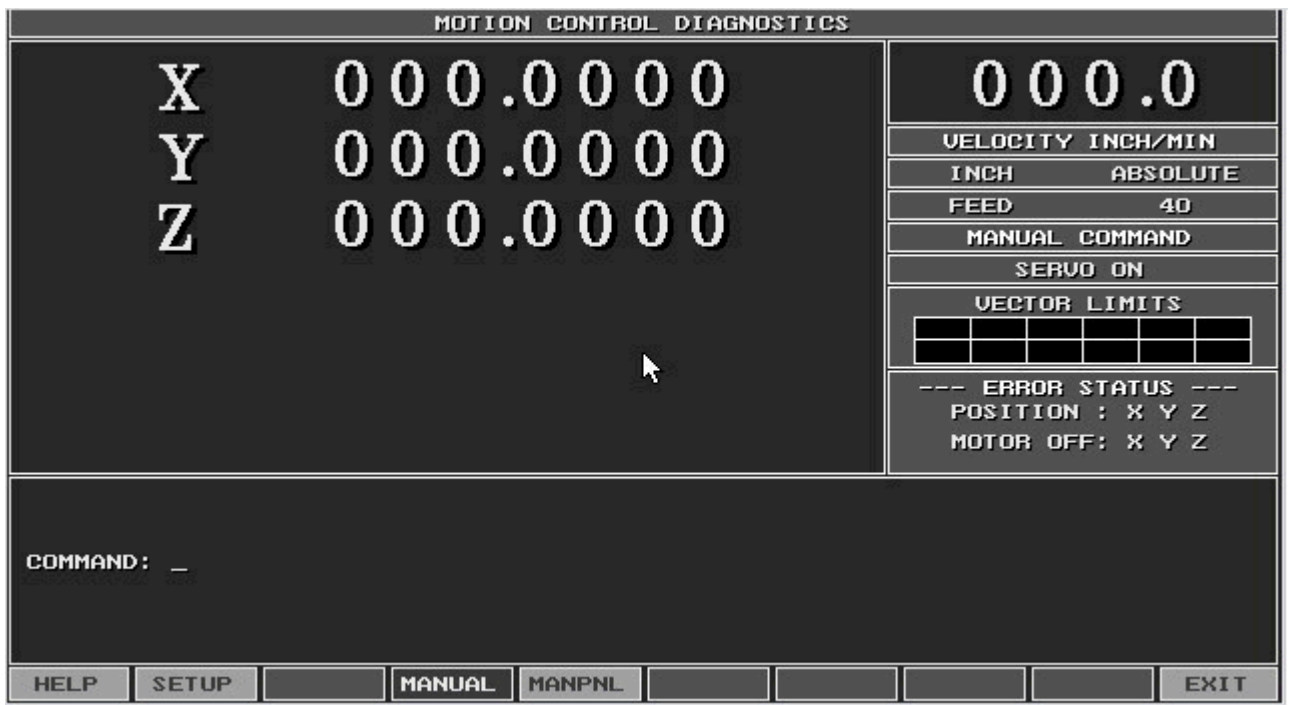 MOTION CONTROL DIAGNOSTICS
X 000.0000
Y 000.0000
Z 000.0000
000.0
VELOCITY INCH/MIN
INCH ABSOLUTE
FEED 40
MANUAL COMMAND
SERVO ON
VECTOR LIMITS
--- ERROR STATUS ---
POSITION : X Y Z
MOTOR OFF: X Y Z
COMMAND: _
HELP SETUP MANUAL MANPNL EXIT